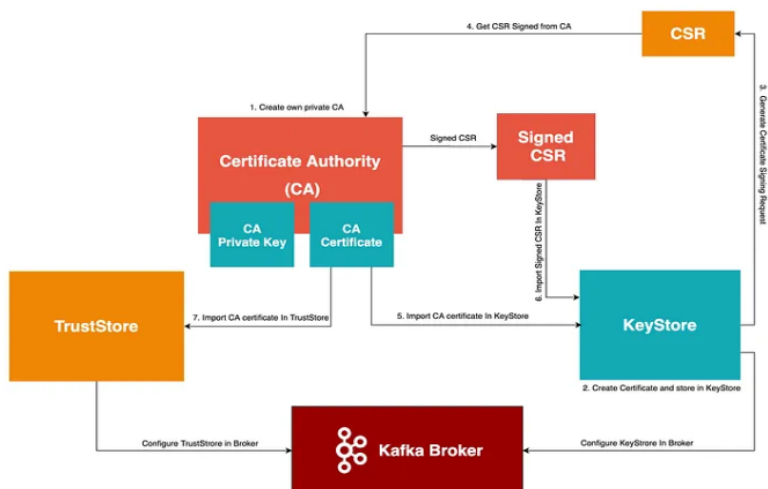 4. Get CSR Signed from CA
CSR
1. Create own private CA
3. Generate Certificate Signing Request
Certificate Authority
(CA)
Signed CSR
Signed
CSR
CA
Private Key
CA
Certificate
6. Import Signed CSR In KeyStore
TrustStore
7. Import CA certificate In TrustStore
5. Import CA certificate In KeyStore
KeyStore
2. Create Certificate and store in KeyStore
Configure TrustStrore in Broker
Kafka Broker
Configure KeyStrore In Broker